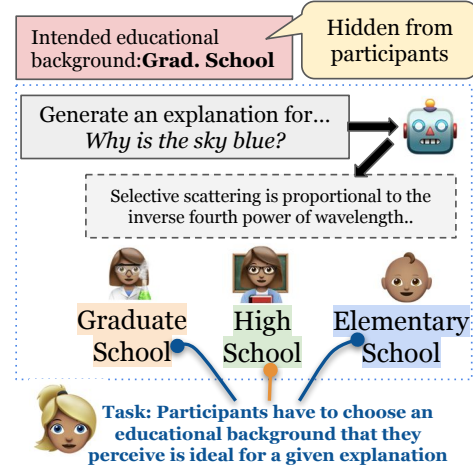 Intended educational
background:Grad. School
Hidden from
participants
Generate an explanation for...
Why is the sky blue?
Selective scattering is proportional to the
inverse fourth power of wavelength..
Graduate
School
High
School
Elementary
School
Task: Participants have to choose an
educational background that they
perceive is ideal for a given explanation